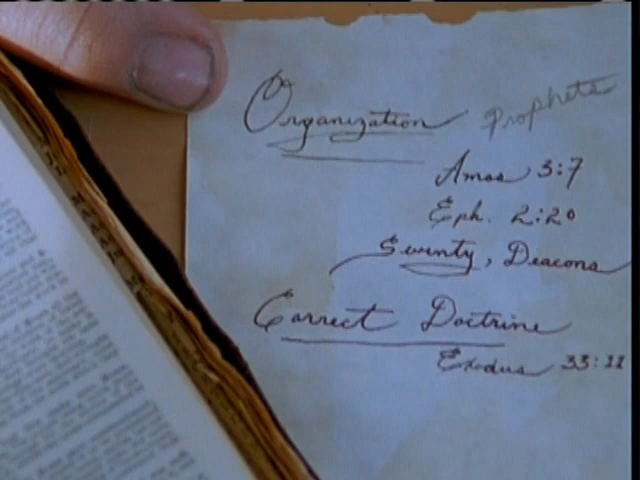 Organization Prophets
Amos 3:7
Eph. 2:20
Seventy, Deacons
Correct Doctrine
Exodus 33:11